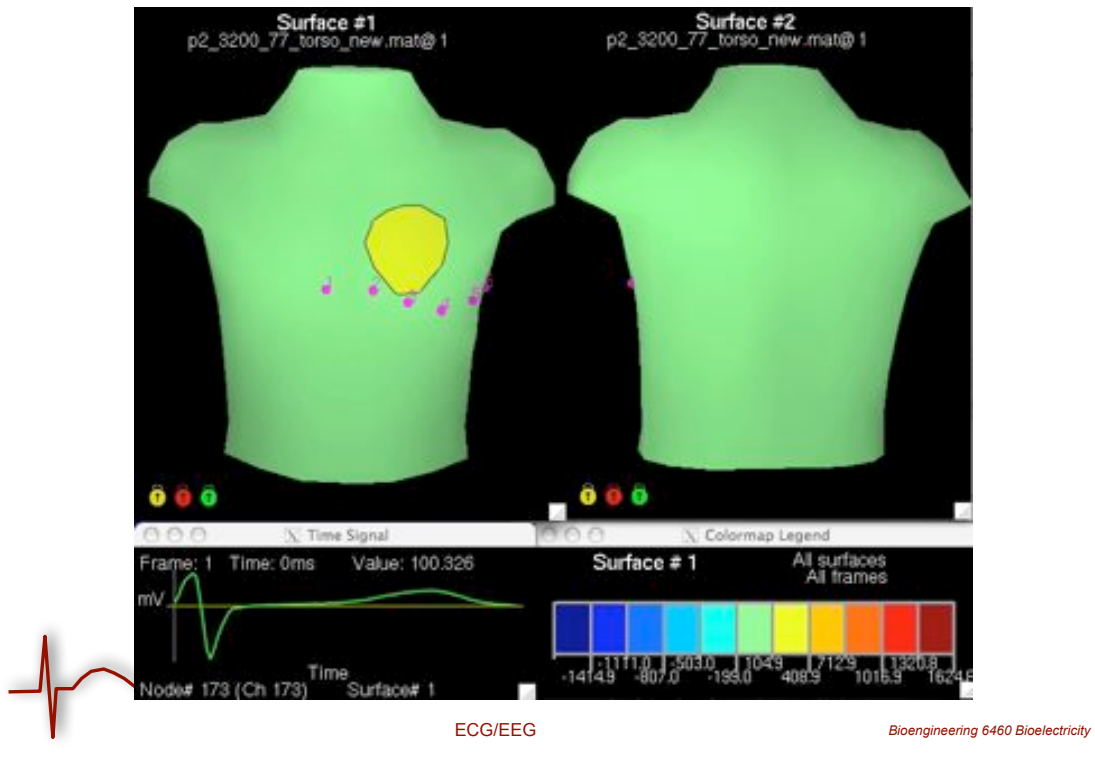 Surface #1
p2_3200_77_torso_new.mat@ 1
Surface #2
p2_3200_77_torso_new.mat@ 1
Time Signal
Frame: 1 Time: 0ms Value: 100.326
mV
Time
Node# 173 (Ch 173) Surface# 1
Colormap Legend
Surface # 1
All surfaces
All frames
-1111.0 -503.0 104.9 712.9 1320.8
-1414.9 -807.0 -199.0 408.9 1016.9
ECG/EEG
Bioengineering 6460 Bioelectricity